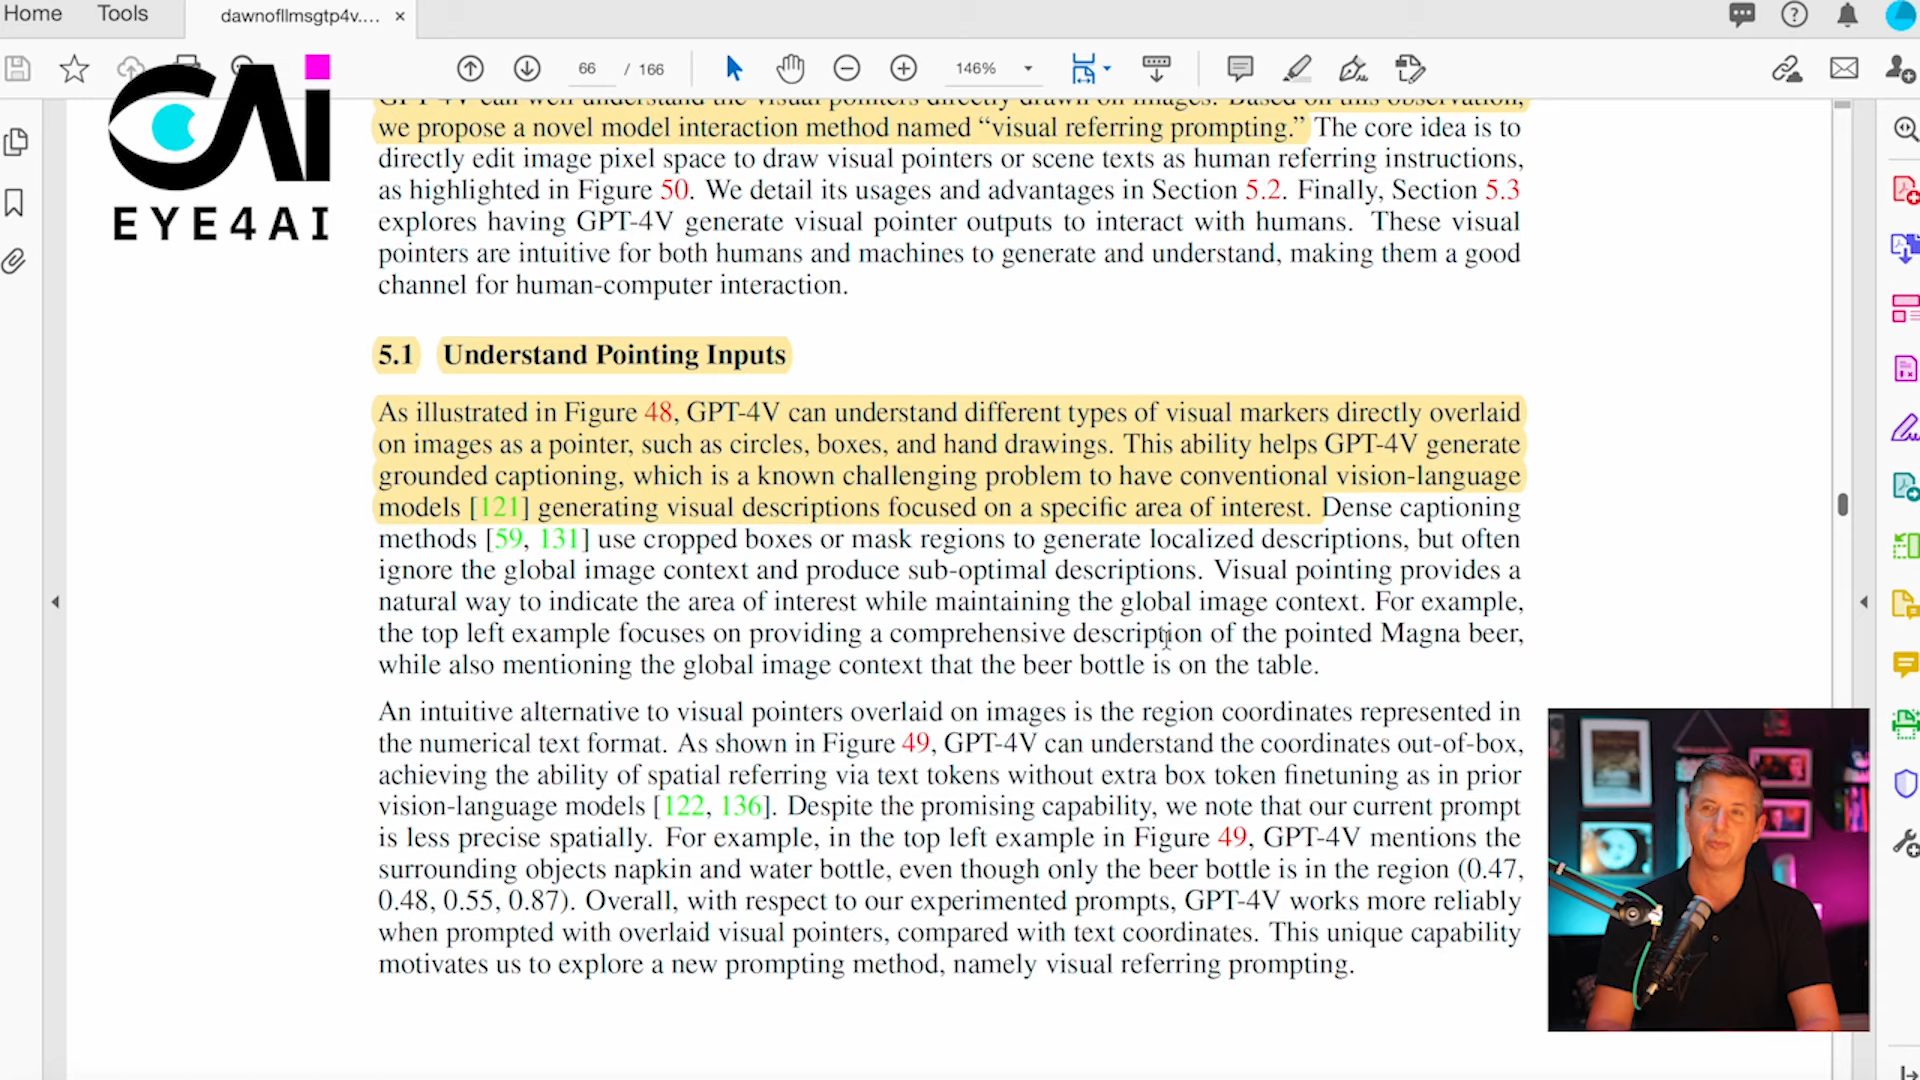 Home Tools dawnofllmsgtp4v.... ×
66 / 166 146%
CAi
EYE4AI
GPT-4V can well understand the visual pointers directly drawn on images. Based on this observation,
we propose a novel model interaction method named “visual referring prompting.” The core idea is to
directly edit image pixel space to draw visual pointers or scene texts as human referring instructions,
as highlighted in Figure 50. We detail its usages and advantages in Section 5.2. Finally, Section 5.3
explores having GPT-4V generate visual pointer outputs to interact with humans. These visual
pointers are intuitive for both humans and machines to generate and understand, making them a good
channel for human-computer interaction.
5.1 Understand Pointing Inputs
As illustrated in Figure 48, GPT-4V can understand different types of visual markers directly overlaid
on images as a pointer, such as circles, boxes, and hand drawings. This ability helps GPT-4V generate
grounded captioning, which is a known challenging problem to have conventional vision-language
models [121] generating visual descriptions focused on a specific area of interest. Dense captioning
methods [59, 131] use cropped boxes or mask regions to generate localized descriptions, but often
ignore the global image context and produce sub-optimal descriptions. Visual pointing provides a
natural way to indicate the area of interest while maintaining the global image context. For example,
the top left example focuses on providing a comprehensive description of the pointed Magna beer,
while also mentioning the global image context that the beer bottle is on the table.
An intuitive alternative to visual pointers overlaid on images is the region coordinates represented in
the numerical text format. As shown in Figure 49, GPT-4V can understand the coordinates out-of-box,
achieving the ability of spatial referring via text tokens without extra box token finetuning as in prior
vision-language models [122, 136]. Despite the promising capability, we note that our current prompt
is less precise spatially. For example, in the top left example in Figure 49, GPT-4V mentions the
surrounding objects napkin and water bottle, even though only the beer bottle is in the region (0.47,
0.48, 0.55, 0.87). Overall, with respect to our experimented prompts, GPT-4V works more reliably
when prompted with overlaid visual pointers, compared with text coordinates. This unique capability
motivates us to explore a new prompting method, namely visual referring prompting.